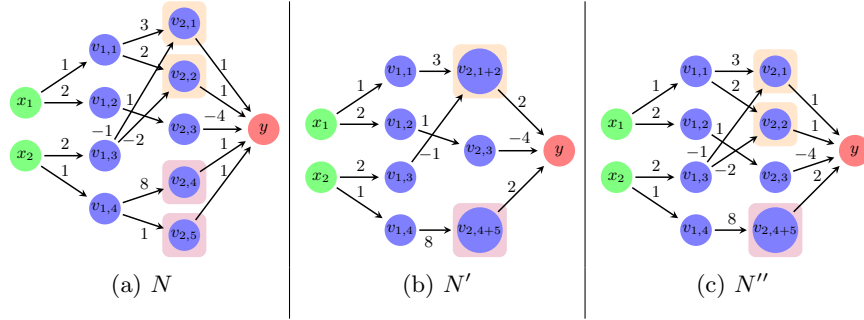 x₁
x₂
v₁,₁
v₁,₂
v₁,₃
v₁,₄
v₂,₁
v₂,₂
v₂,₃
v₂,₄
v₂,₅
y
1
2
2
1
3
2
1
−1
−2
8
1
1
1
−4
1
1
(a) N
x₁
x₂
v₁,₁
v₁,₂
v₁,₃
v₁,₄
v₂,₁₊₂
v₂,₃
v₂,₄₊₅
y
1
2
2
1
3
1
−1
8
2
−4
2
(b) N′
x₁
x₂
v₁,₁
v₁,₂
v₁,₃
v₁,₄
v₂,₁
v₂,₂
v₂,₃
v₂,₄₊₅
y
1
2
2
1
3
2
1
−1
−2
8
1
1
−4
2
(c) N′′